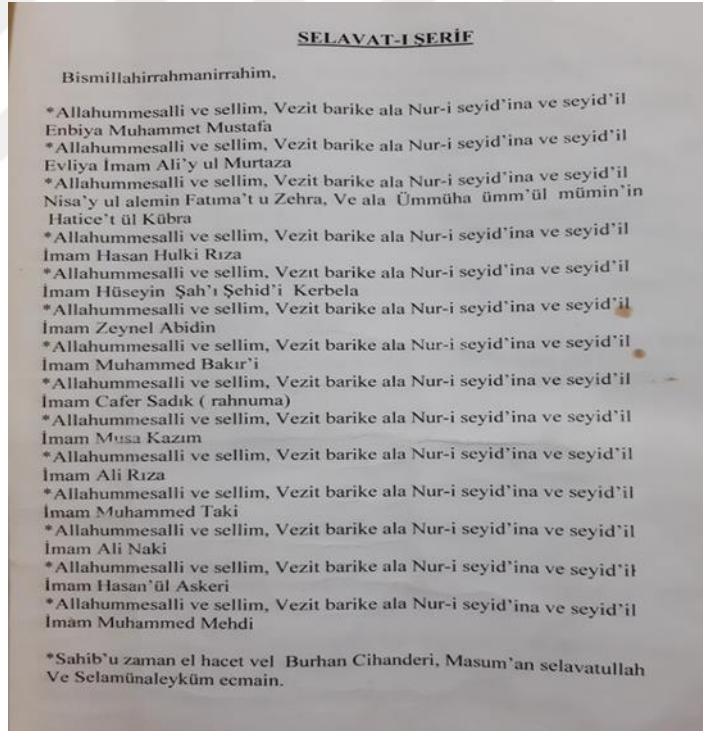 SELAVAT-I ŞERİF
Bismillahirrahmanirrahim,
*Allahummesalli ve sellim, Vezit barike ala Nur-i seyid'ina ve seyid'il
Enbiya Muhammet Mustafa
*Allahummesalli ve sellim, Vezit barike ala Nur-i seyid'ina ve seyid'il
Evliya İmam Ali'y ul Murtaza
*Allahummesalli ve sellim, Vezit barike ala Nur-i seyid'ina ve seyid'il
Nisa'y ul alemin Fatıma't u Zehra, Ve ala Ümmüha ümm'ül mümin'in
Hatice't ül Kübra
*Allahummesalli ve sellim, Vezit barike ala Nur-i seyid'ina ve seyid'il
İmam Hasan Hulki Rıza
*Allahummesalli ve sellim, Vezıt barike ala Nur-i seyid'ina ve seyid'il
İmam Hüseyin Şah'ı Şehid'i Kerbela
*Allahummesalli ve sellim, Vezit barike ala Nur-i seyid'ina ve seyid'il
İmam Zeynel Abidin
*Allahummesalli ve sellim, Vezit barike ala Nur-i seyid'ina ve seyid'il
İmam Muhammed Bakır'i
*Allahummesalli ve sellim, Vezit barike ala Nur-i seyid'ina ve seyid'il
İmam Cafer Sadık ( rahnuma)
*Allahummesalli ve sellim, Vezit barike ala Nur-i seyid'ina ve seyid'il
İmam Musa Kazım
*Allahummesalli ve sellim, Vezit barike ala Nur-i seyid'ina ve seyid'il
İmam Ali Rıza
*Allahummesalli ve sellim, Vezit barike ala Nur-i seyid'ina ve seyid'il
İmam Muhammed Taki
*Allahummesalli ve sellim, Vezit barike ala Nur-i seyid'ina ve seyid'il
İmam Ali Naki
*Allahummesalli ve sellim, Vezit barike ala Nur-i seyid'ina ve seyid'il
İmam Hasan'ül Askeri
*Allahummesalli ve sellim, Vezit barike ala Nur-i seyid'ina ve seyid'il
İmam Muhammed Mehdi
*Sahib'u zaman el hacet vel Burhan Cihanderi, Masum'an selavatullah
Ve Selamünaleyküm ecmain.